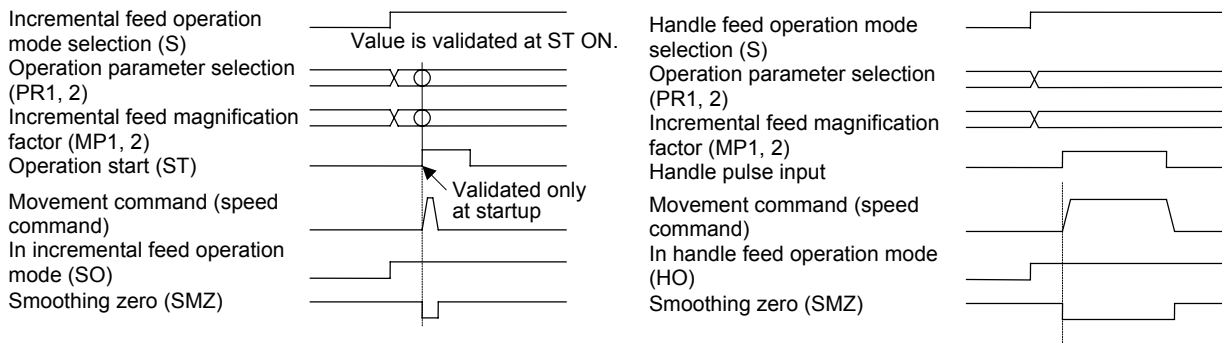 Incremental feed operation
mode selection (S)
Value is validated at ST ON.
Operation parameter selection
(PR1, 2)
Incremental feed magnification
factor (MP1, 2)
Operation start (ST)
Validated only
at startup
Movement command (speed
command)
In incremental feed operation
mode (SO)
Smoothing zero (SMZ)
Handle feed operation mode
selection (S)
Operation parameter selection
(PR1, 2)
Incremental feed magnification
factor (MP1, 2)
Handle pulse input
Movement command (speed
command)
In handle feed operation mode
(HO)
Smoothing zero (SMZ)